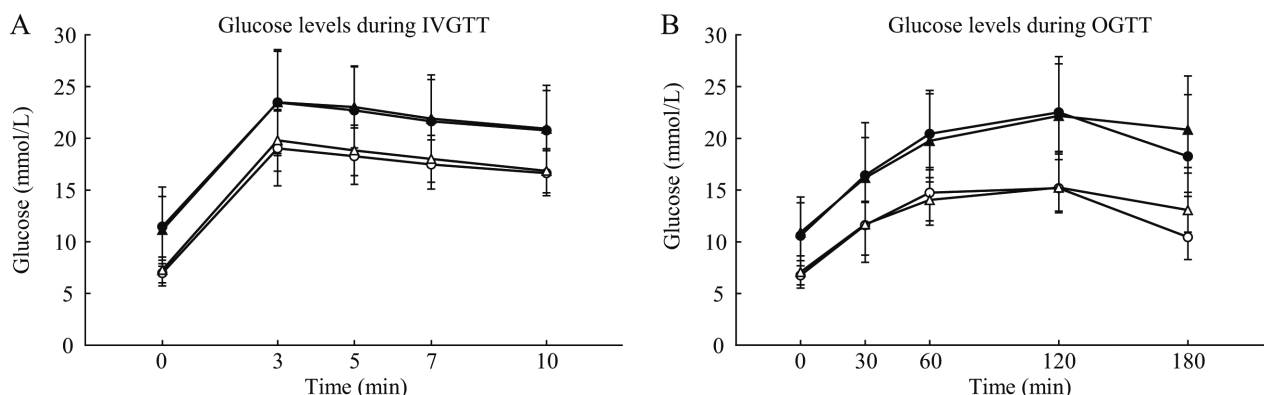 A
Glucose levels during IVGTT
Glucose (mmol/L)
30
25
20
15
10
5
0
0 3 5 7 10
Time (min)
B
Glucose levels during OGTT
Glucose (mmol/L)
30
25
20
15
10
5
0
0 30 60 120 180
Time (min)